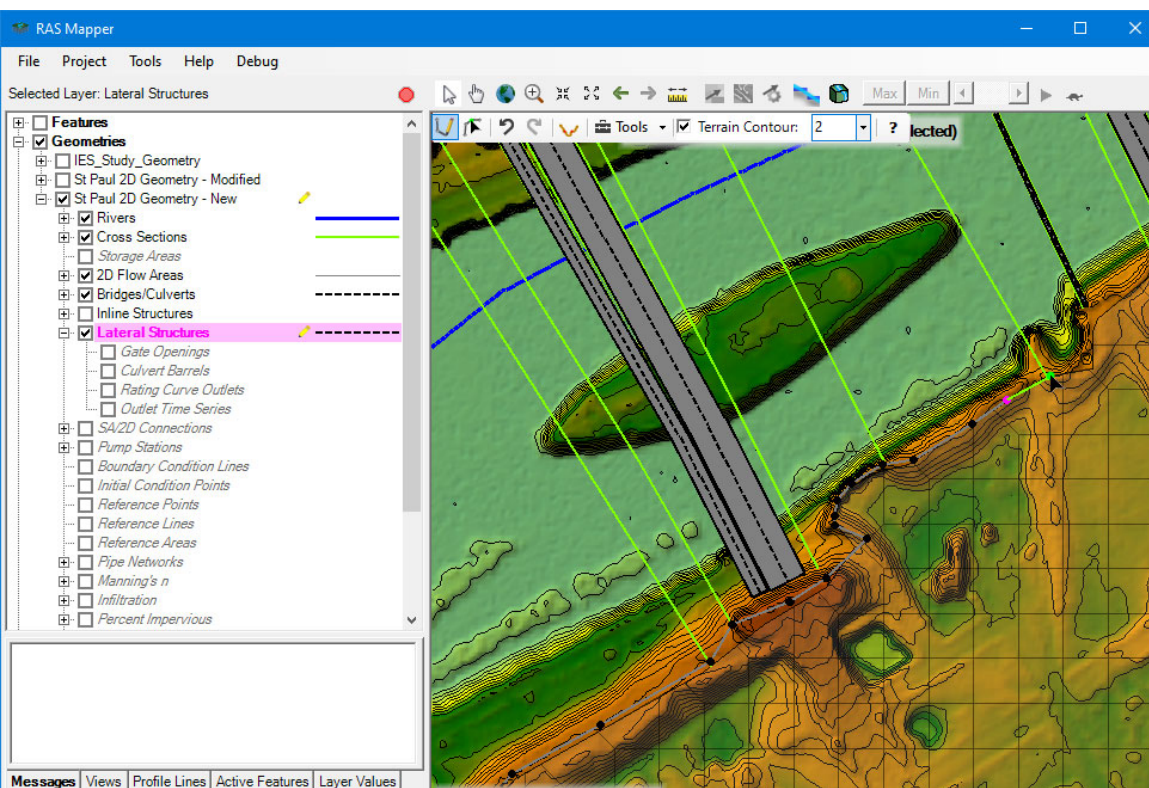 RAS Mapper
File Project Tools Help Debug
Selected Layer: Lateral Structures
Max Min
Tools Terrain Contour: 2 ? lected)
Features
Geometries
IES_Study_Geometry
St Paul 2D Geometry - Modified
St Paul 2D Geometry - New
Rivers
Cross Sections
Storage Areas
2D Flow Areas
Bridges/Culverts
Inline Structures
Lateral Structures
Gate Openings
Culvert Barrels
Rating Curve Outlets
Outlet Time Series
SA/2D Connections
Pump Stations
Boundary Condition Lines
Initial Condition Points
Reference Points
Reference Lines
Reference Areas
Pipe Networks
Manning's n
Infiltration
Percent Impervious
Messages Views Profile Lines Active Features Layer Values